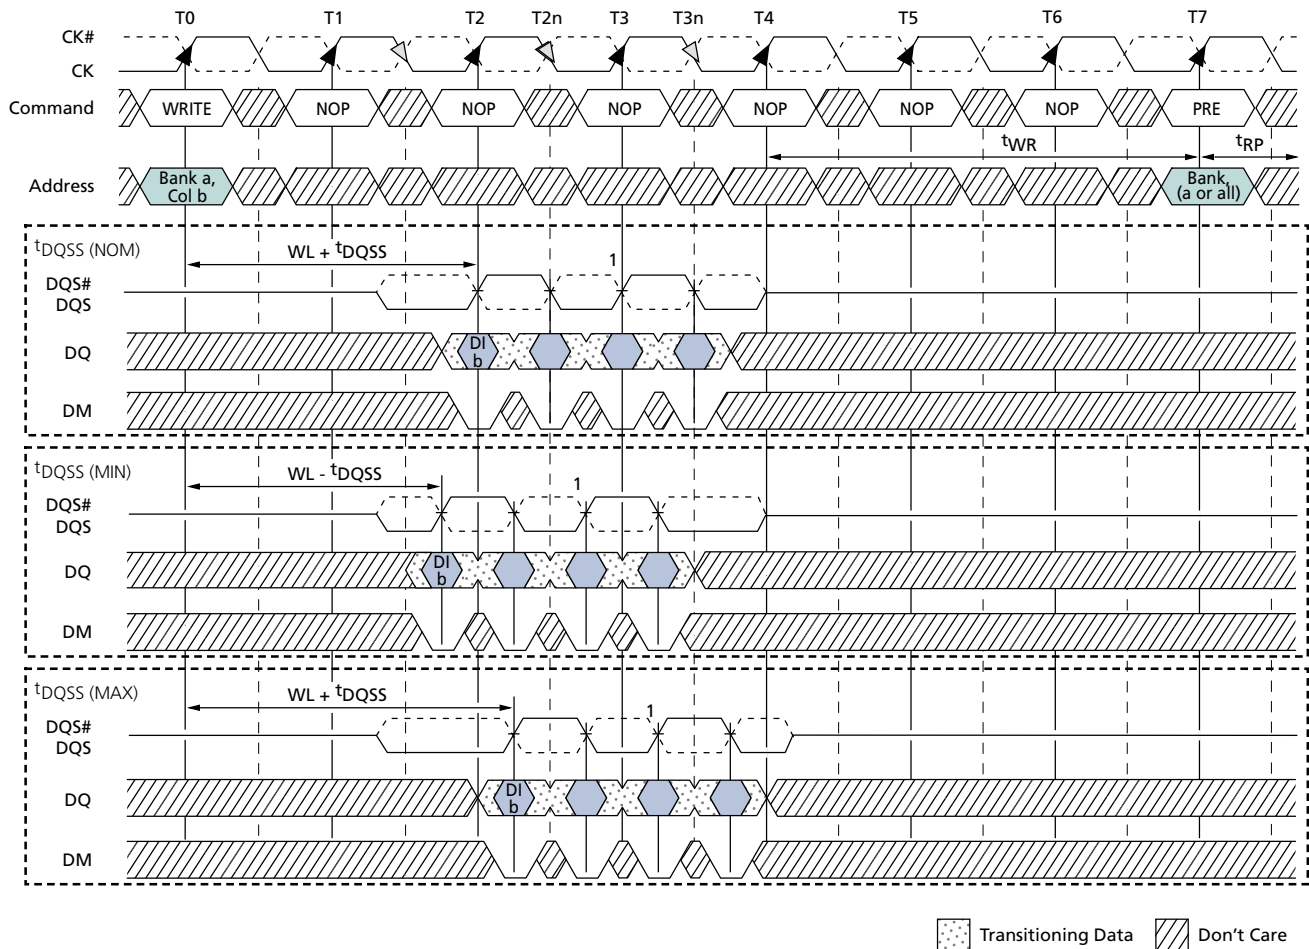 T0 T1 T2 T2n T3 T3n T4 T5 T6 T7
CK#
CK
Command WRITE NOP NOP NOP NOP NOP NOP PRE
tWR tRP
Address Bank a, Col b Bank, (a or all)
tDQSS (NOM)
WL + tDQSS 1
DQS#
DQS
DQ DI b
DM
tDQSS (MIN)
WL - tDQSS 1
DQS#
DQS
DQ DI b
DM
tDQSS (MAX)
WL + tDQSS 1
DQS#
DQS
DQ DI b
DM
Transitioning Data Don't Care